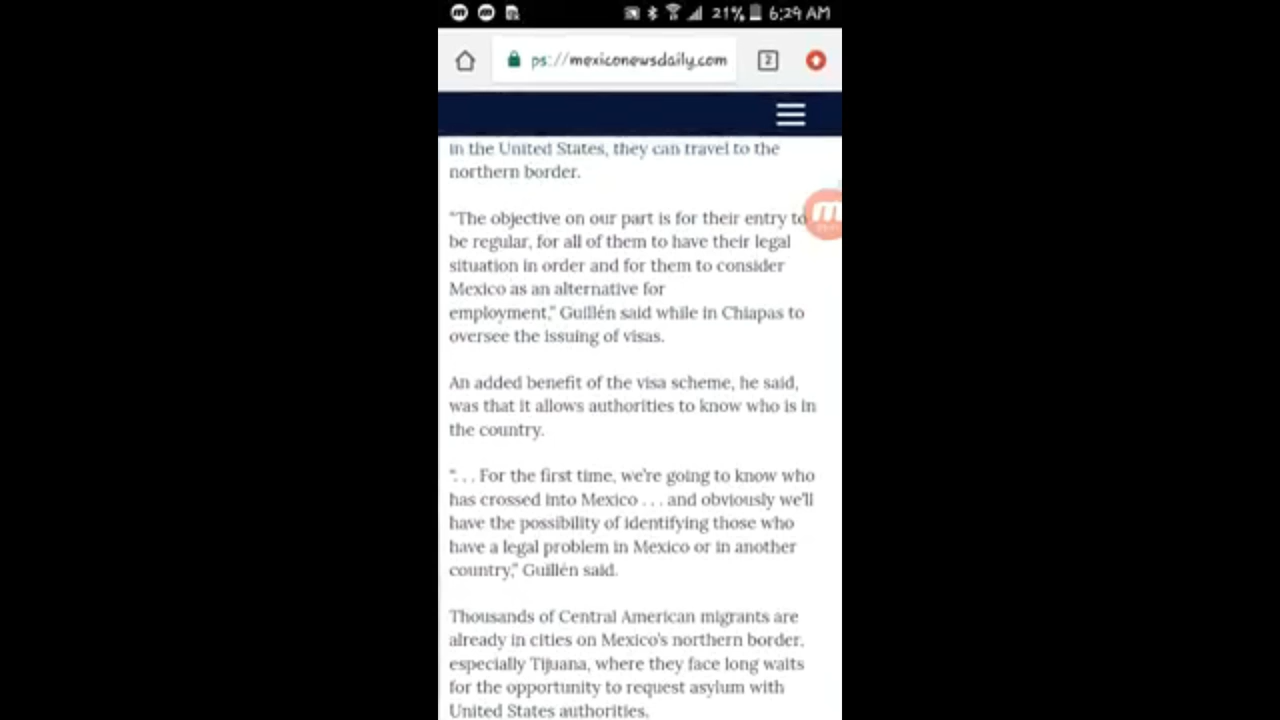 21% 6:29 AM
ps://mexiconewsdaily.com
2
in the United States, they can travel to the
northern border.
"The objective on our part is for their entry to
be regular, for all of them to have their legal
situation in order and for them to consider
Mexico as an alternative for
employment," Guillén said while in Chiapas to
oversee the issuing of visas.
An added benefit of the visa scheme, he said,
was that it allows authorities to know who is in
the country.
". . . For the first time, we're going to know who
has crossed into Mexico . . . and obviously we'll
have the possibility of identifying those who
have a legal problem in Mexico or in another
country," Guillén said.
Thousands of Central American migrants are
already in cities on Mexico's northern border,
especially Tijuana, where they face long waits
for the opportunity to request asylum with
United States authorities.